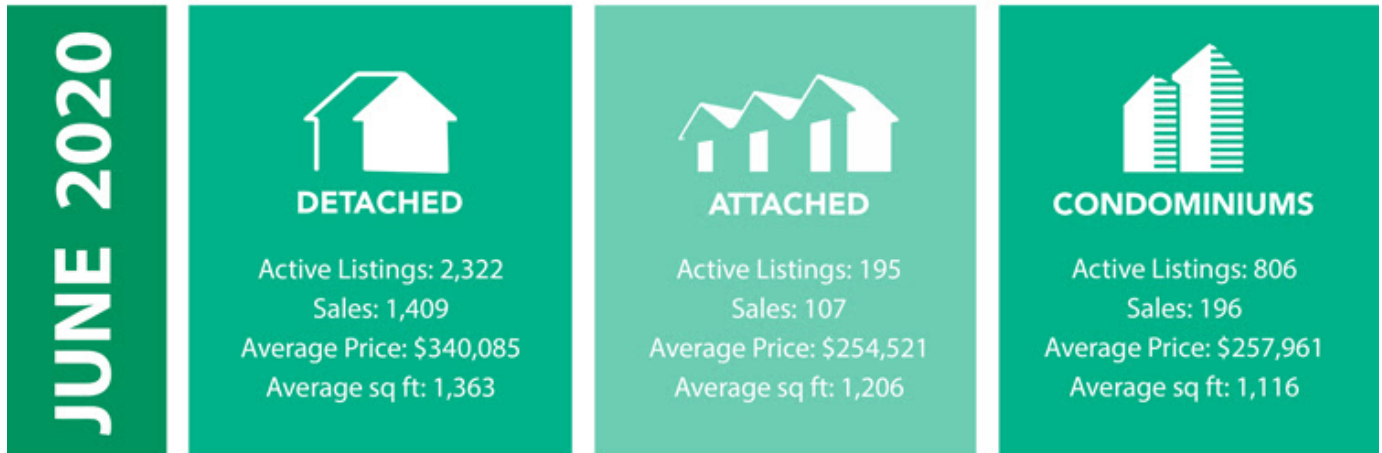 JUNE 2020
DETACHED
Active Listings: 2,322
Sales: 1,409
Average Price: $340,085
Average sq ft: 1,363
ATTACHED
Active Listings: 195
Sales: 107
Average Price: $254,521
Average sq ft: 1,206
CONDOMINIUMS
Active Listings: 806
Sales: 196
Average Price: $257,961
Average sq ft: 1,116